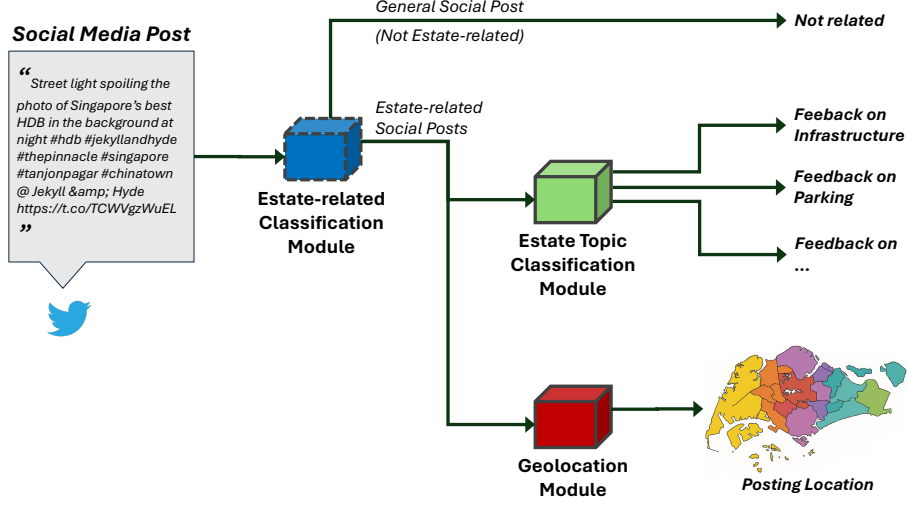 Social Media Post
“ Street light spoiling the
photo of Singapore’s best
HDB in the background at
night #hdb #jekyllandhyde
#thepinnacle #singapore
#tanjonpagar #chinatown
@ Jekyll &amp; Hyde
https://t.co/TCWVgzWuEL
”
Estate-related
Classification
Module
General Social Post
(Not Estate-related)
Estate-related
Social Posts
Not related
Estate Topic
Classification
Module
Feeback on
Infrastructure
Feedback on
Parking
Feedback on
...
Geolocation
Module
Posting Location